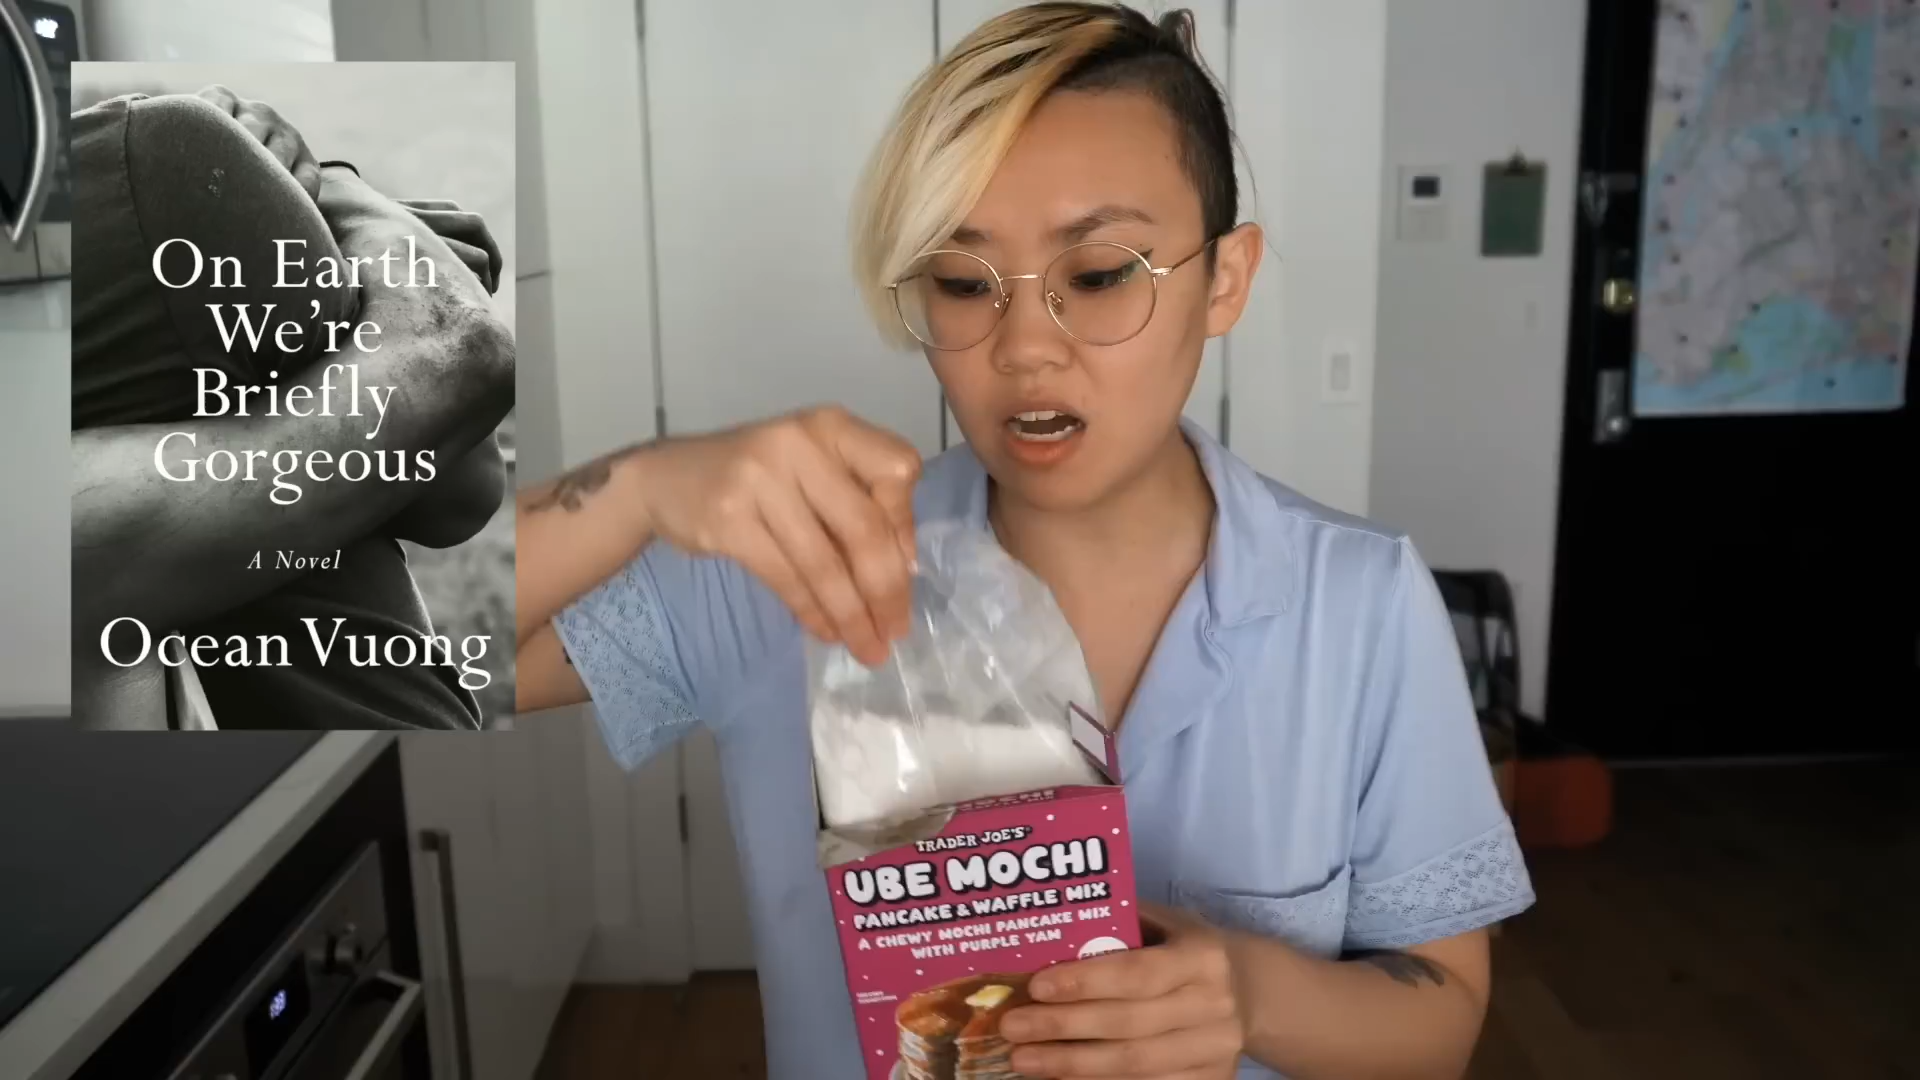 On Earth
We're
Briefly
Gorgeous
A Novel
Ocean Vuong
TRADER JOE'S
UBE MOCHI
PANCAKE & WAFFLE MIX
A CHEWY MOCHI PANCAKE MIX
WITH PURPLE YAM